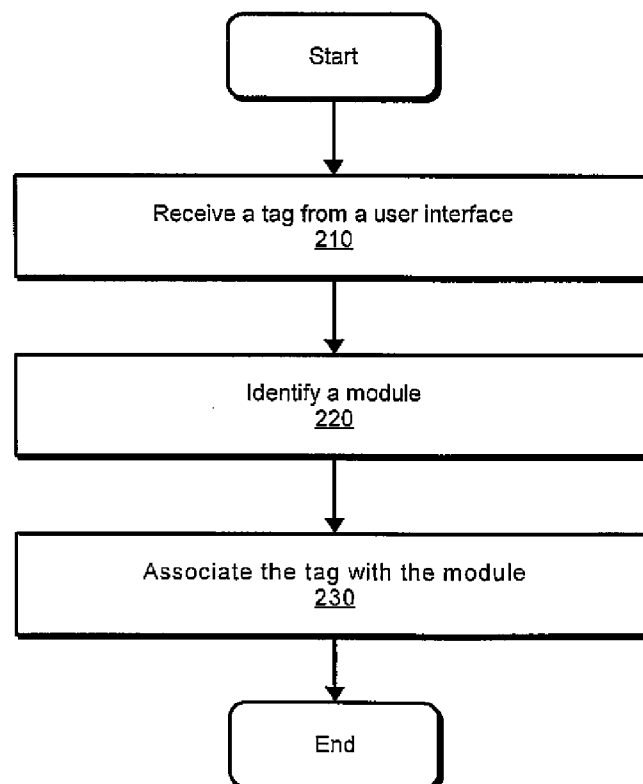 Start
Receive a tag from a user interface
210
Identify a module
220
Associate the tag with the module
230
End